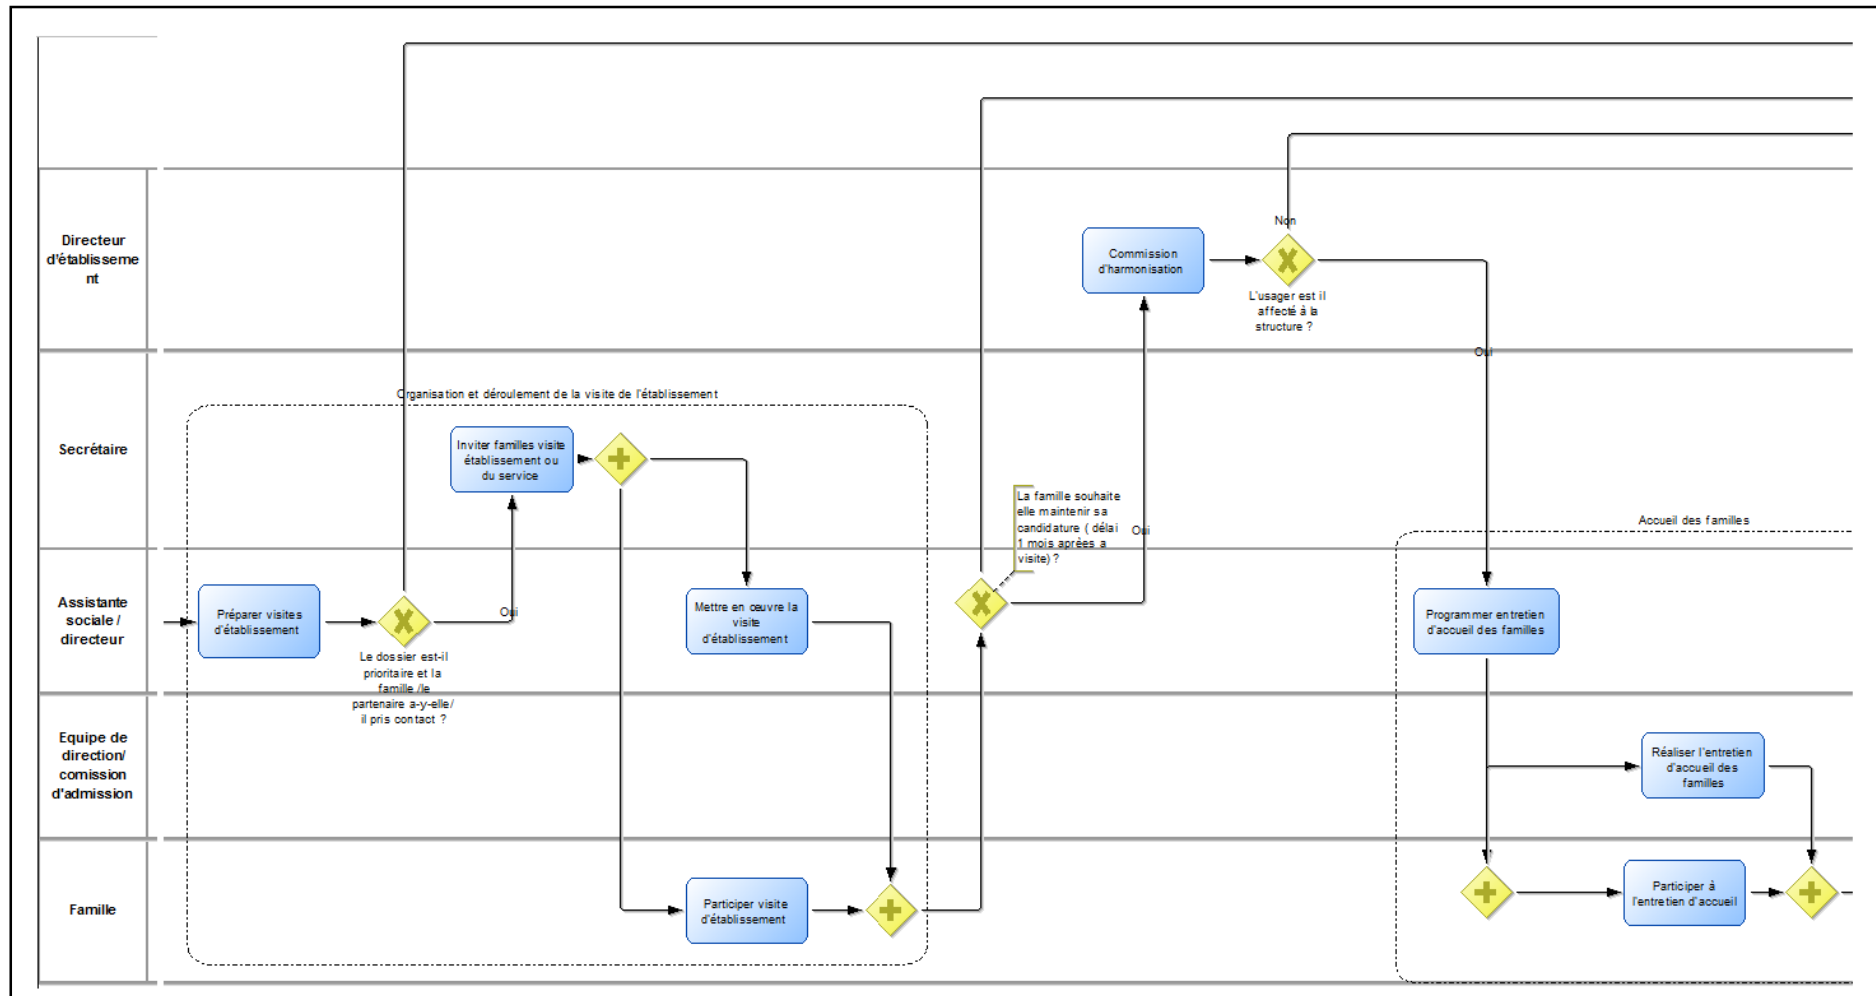 Directeur
d'établisseme
nt
Non
Commission
d'harmonisation
L'usager est il
affecté à la
structure ?
Oui
Secrétaire
Organisation et déroulement de la visite de l'établissement
Inviter familles visite
établissement ou
du service
La famille souhaite
elle maintenir sa
candidature ( délai
1 mois aprées a
visite) ?
Oui
Accueil des familles
Assistante
sociale /
directeur
Préparer visites
d'établissement
Oui
Le dossier est-il
prioritaire et la
famille /le
partenaire a-y-elle/
il pris contact ?
Mettre en œuvre la
visite
d'établissement
Programmer entretien
d'accueil des familles
Equipe de
direction/
comission
d'admission
Réaliser l'entretien
d'accueil des
familles
Famille
Participer visite
d'établissement
Participer à
l'entretien d'accueil